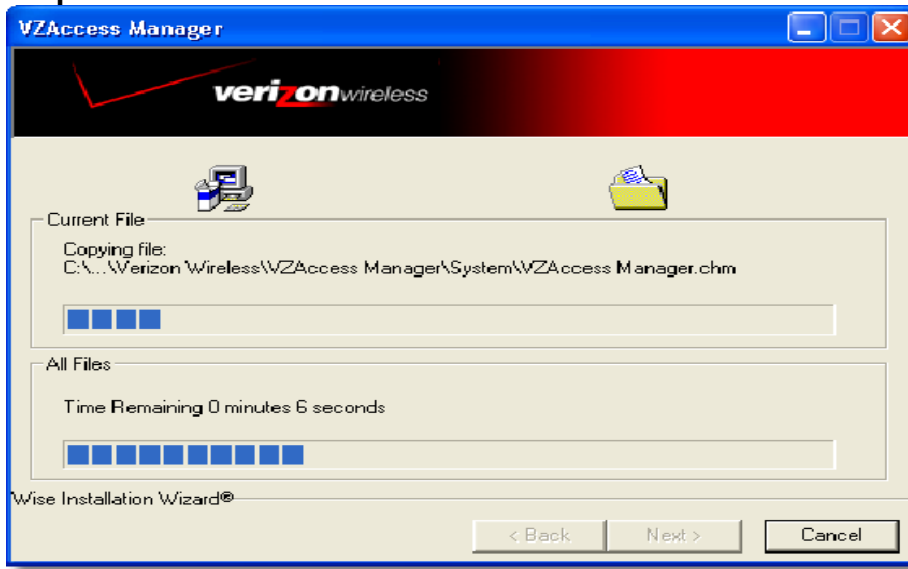 VZAccess Manager
verizonwireless
Current File
Copying file:
C:\...\Verizon Wireless\VZAccess Manager\System\VZAccess Manager.chm
All Files
Time Remaining 0 minutes 6 seconds
Wise Installation Wizard®
< Back Next > Cancel